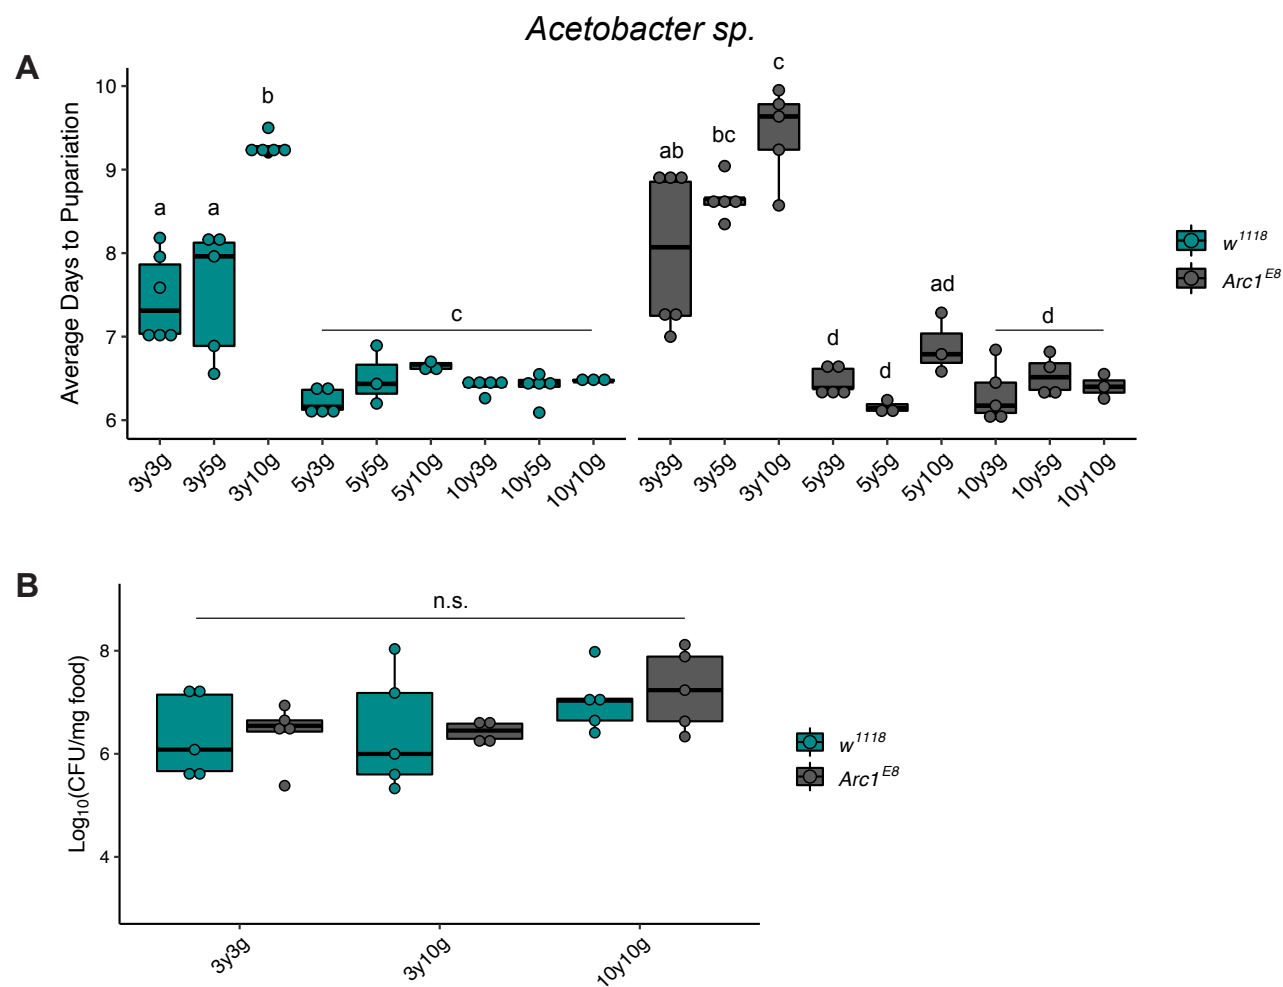 Acetobacter sp.
A
Average Days to Pupariation
10
9
8
7
6
a
a
b
c
ab
bc
c
d
d
ad
d
3y3g
3y5g
3y10g
5y3g
5y5g
5y10g
10y3g
10y5g
10y10g
3y3g
3y5g
3y10g
5y3g
5y5g
5y10g
10y3g
10y5g
10y10g
w1118
Arc1E8
B
Log10(CFU/mg food)
8
6
4
n.s.
3y3g
3y10g
10y10g
w1118
Arc1E8